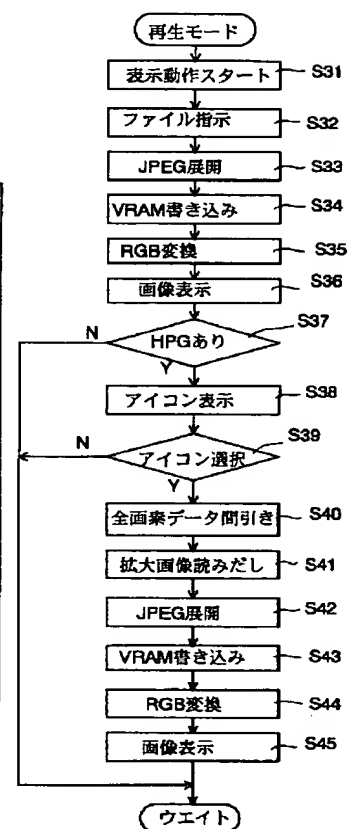 再生モード
表示動作スタート S31
ファイル指示 S32
JPEG展開 S33
VRAM書き込み S34
RGB変換 S35
画像表示 S36
HPGあり S37
N
Y
アイコン表示 S38
アイコン選択 S39
N
Y
全画素データ間引き S40
拡大画像読みだし S41
JPEG展開 S42
VRAM書き込み S43
RGB変換 S44
画像表示 S45
ウエイト